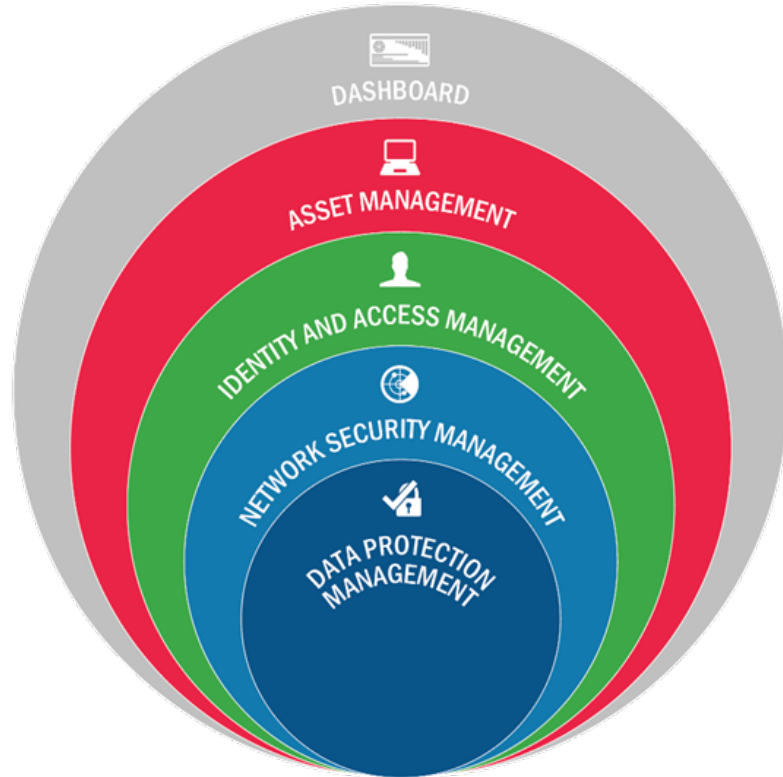 DASHBOARD
ASSET MANAGEMENT
IDENTITY AND ACCESS MANAGEMENT
NETWORK SECURITY MANAGEMENT
DATA PROTECTION
MANAGEMENT